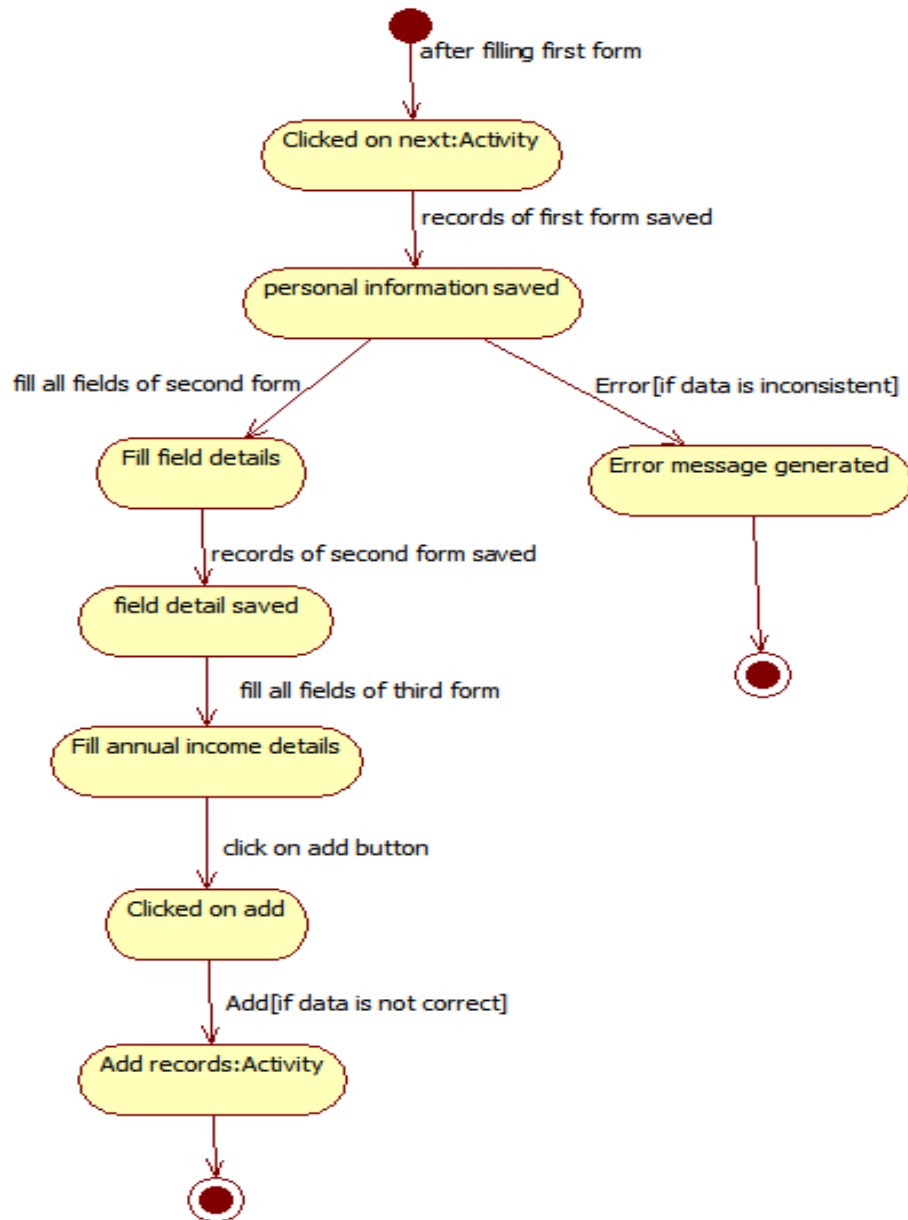 after filling first form
Clicked on next:Activity
records of first form saved
personal information saved
fill all fields of second form
Error[if data is inconsistent]
Fill field details
Error message generated
records of second form saved
field detail saved
fill all fields of third form
Fill annual income details
click on add button
Clicked on add
Add[if data is not correct]
Add records:Activity